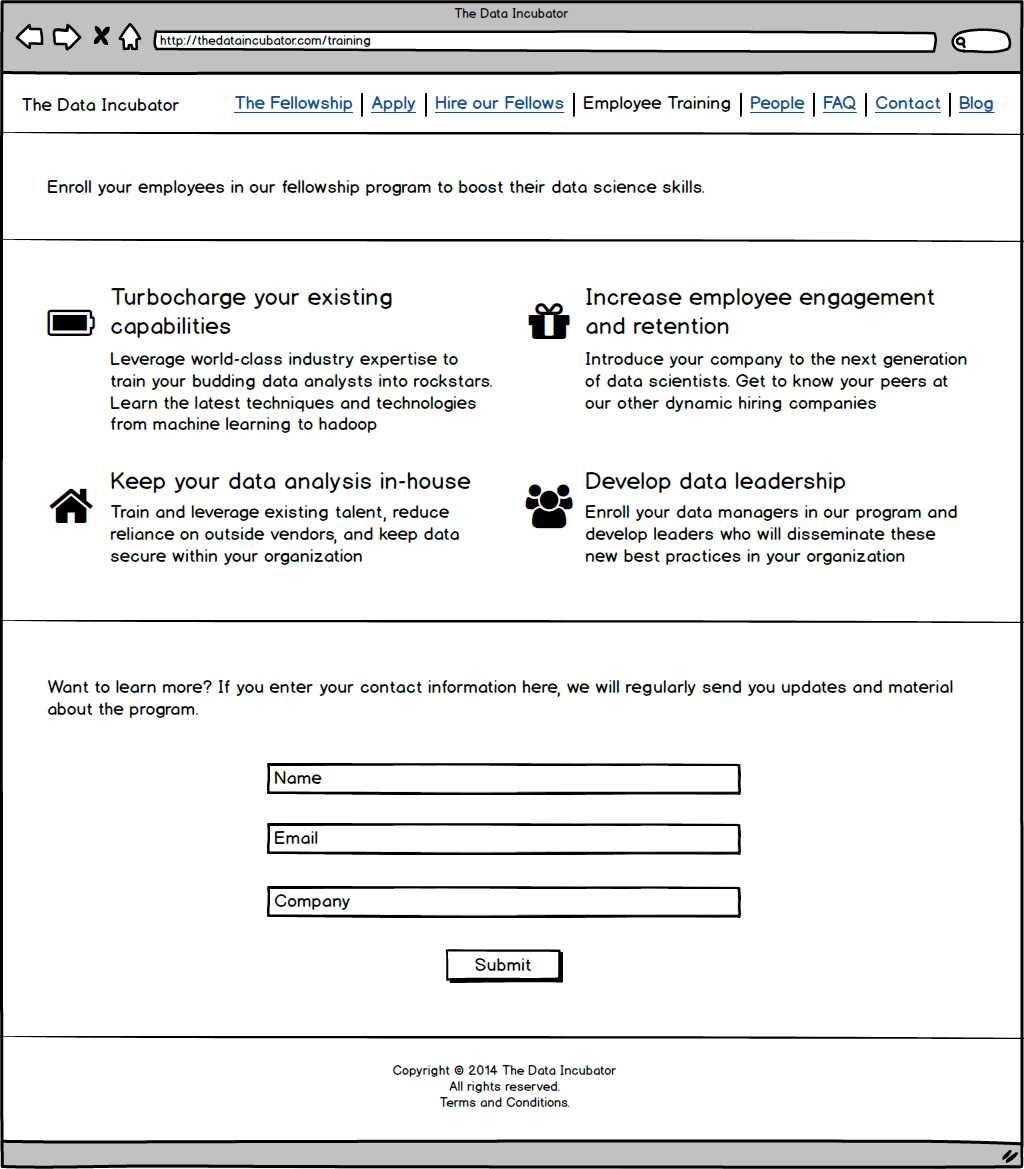 The Data Incubator
http://thedataincubator.com/training
The Data Incubator The Fellowship | Apply | Hire our Fellows | Employee Training | People | FAQ | Contact | Blog
Enroll your employees in our fellowship program to boost their data science skills.
Turbocharge your existing
capabilities
Leverage world-class industry expertise to
train your budding data analysts into rockstars.
Learn the latest techniques and technologies
from machine learning to hadoop
Increase employee engagement
and retention
Introduce your company to the next generation
of data scientists. Get to know your peers at
our other dynamic hiring companies
Keep your data analysis in-house
Train and leverage existing talent, reduce
reliance on outside vendors, and keep data
secure within your organization
Develop data leadership
Enroll your data managers in our program and
develop leaders who will disseminate these
new best practices in your organization
Want to learn more? If you enter your contact information here, we will regularly send you updates and material
about the program.
Name
Email
Company
Submit
Copyright © 2014 The Data Incubator
All rights reserved.
Terms and Conditions.